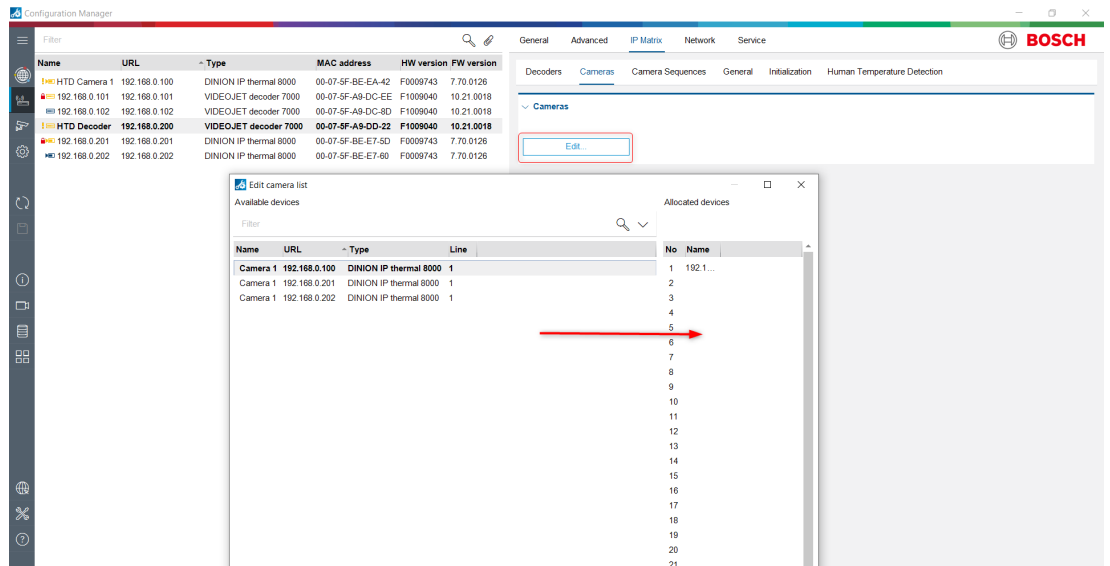 Configuration Manager
Filter
General Advanced IP Matrix Network Service
BOSCH
Name URL Type MAC address HW version FW version
HTD Camera 1 192.168.0.100 DINION IP thermal 8000 00-07-5F-BE-EA-42 F0009743 7.70.0126
192.168.0.101 192.168.0.101 VIDEOJET decoder 7000 00-07-5F-A9-DC-EE F1009040 10.21.0018
192.168.0.102 192.168.0.102 VIDEOJET decoder 7000 00-07-5F-A9-DC-8D F1009040 10.21.0018
HTD Decoder 192.168.0.200 VIDEOJET decoder 7000 00-07-5F-A9-DD-22 F1009040 10.21.0018
192.168.0.201 192.168.0.201 DINION IP thermal 8000 00-07-5F-BE-E7-5D F0009743 7.70.0126
192.168.0.202 192.168.0.202 DINION IP thermal 8000 00-07-5F-BE-E7-60 F0009743 7.70.0126
Decoders Cameras Camera Sequences General Initialization Human Temperature Detection
Cameras
Edit...
Edit camera list
Available devices
Filter
Name URL Type Line
Camera 1 192.168.0.100 DINION IP thermal 8000 1
Camera 1 192.168.0.201 DINION IP thermal 8000 1
Camera 1 192.168.0.202 DINION IP thermal 8000 1
Allocated devices
No Name
1 192.1...
2
3
4
5
6
7
8
9
10
11
12
13
14
15
16
17
18
19
20
21